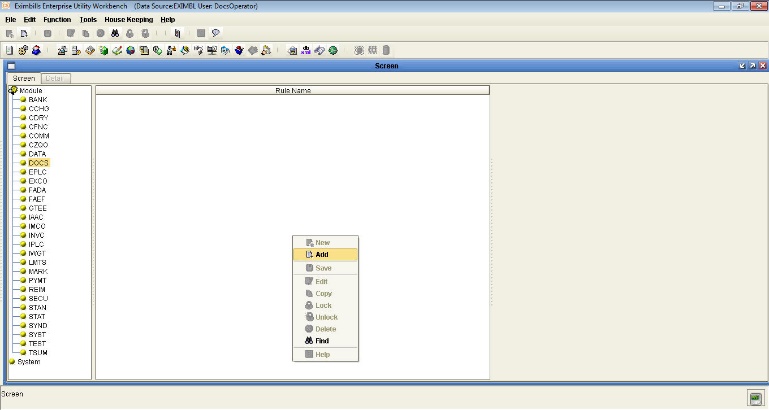 Eximbills Enterprise Utility Workbench (Data Source:EXIMBL User: DocsOperator)
File Edit Function Tools House Keeping Help
Screen
Screen Detail
Module
Rule Name
BANK
CCHG
CDRY
CFNC
COMM
CZOO
DATA
DOCS
EPLC
EXCO
FADA
FAEF
GTEE
IAAC
IMCO
INVC
IPLC
IWGT
LMTS
MARK
PYMT
REIM
SECU
STAN
STAT
SYND
SYST
TEST
TSUM
System
New
Add
Save
Edit
Copy
Lock
Unlock
Delete
Find
Help
Screen